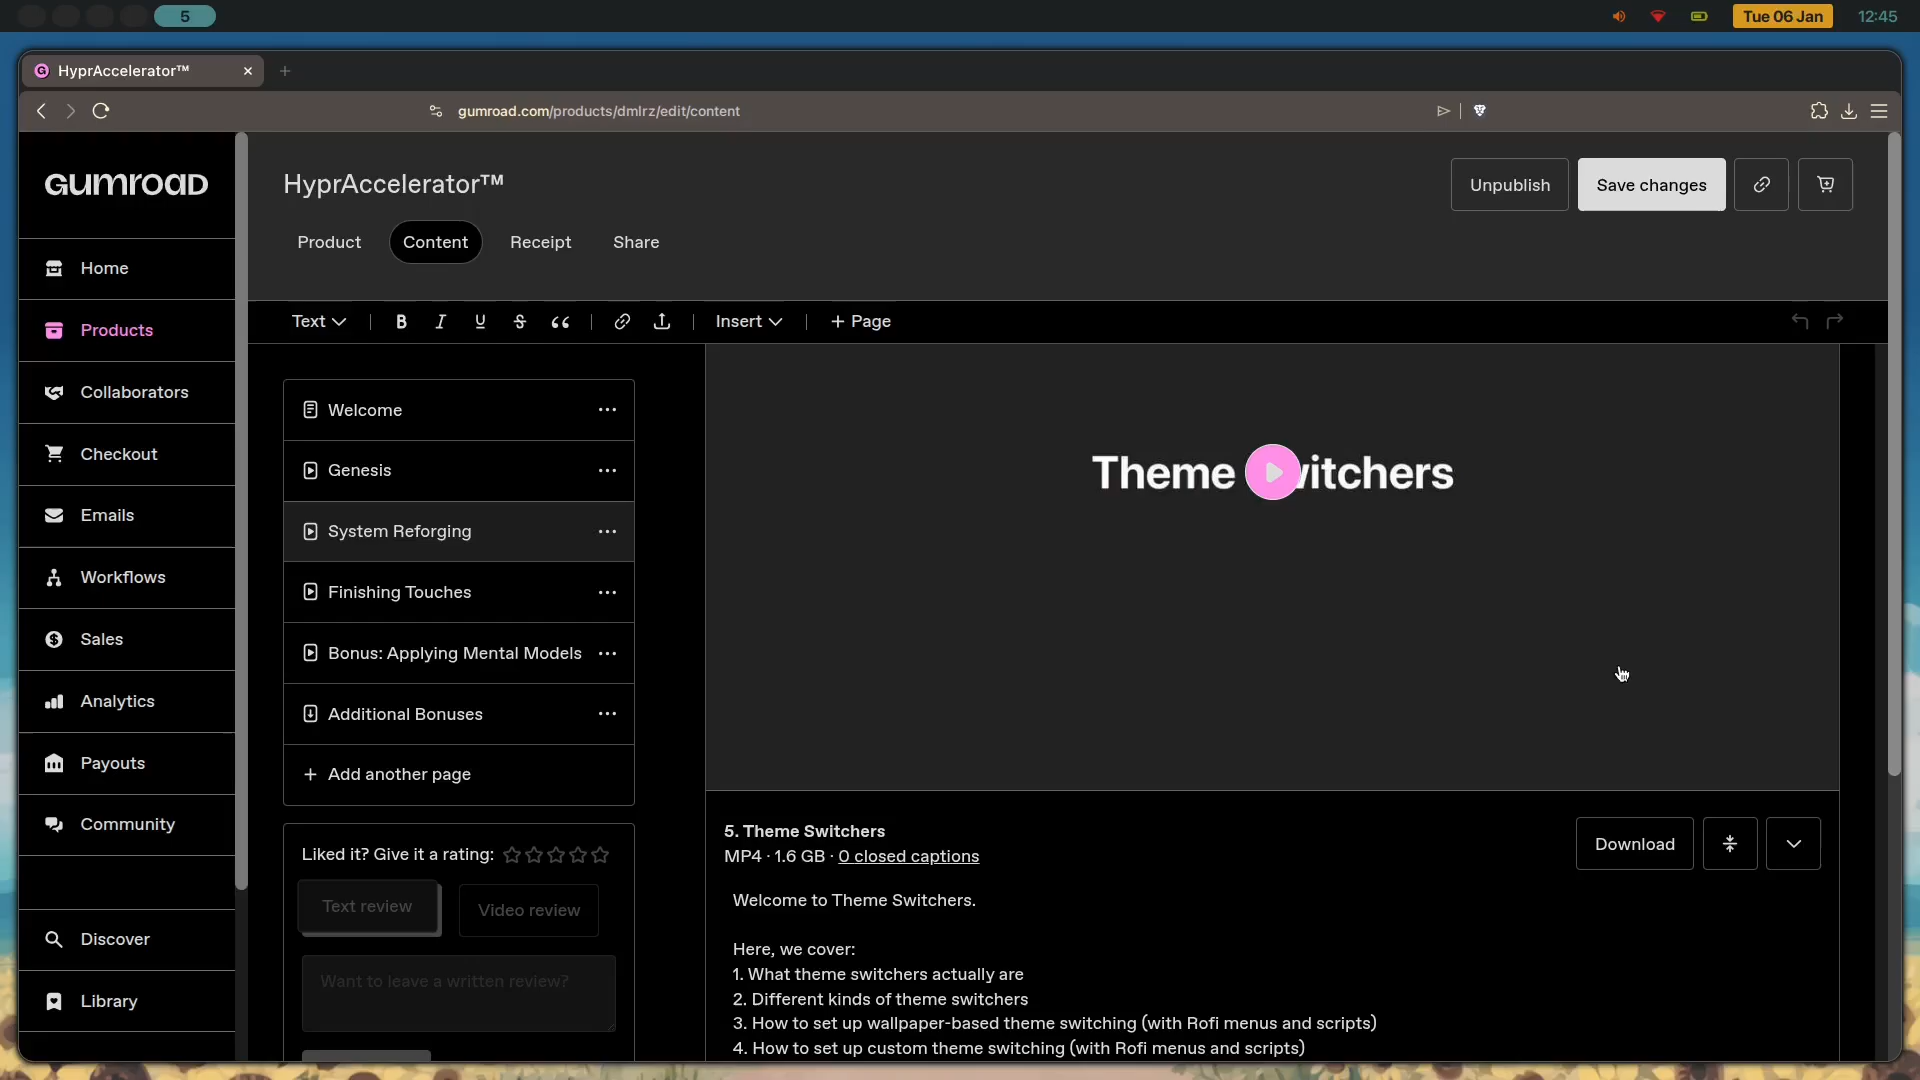 5
Tue 06 Jan
12:45
HyprAccelerator™
gumroad.com/products/dmlrz/edit/content
GUMROAD
Home
Products
Collaborators
Checkout
Emails
Workflows
Sales
Analytics
Payouts
Community
Discover
Library
HyprAccelerator™
Unpublish
Save changes
Product
Content
Receipt
Share
Text
B
I
U
S
Insert
+ Page
Welcome
Genesis
System Reforging
Finishing Touches
Bonus: Applying Mental Models
Additional Bonuses
+ Add another page
Liked it? Give it a rating:
Text review
Video review
Want to leave a written review?
Theme witchers
5. Theme Switchers
MP4 · 1.6 GB · 0 closed captions
Download
Welcome to Theme Switchers.
Here, we cover:
1. What theme switchers actually are
2. Different kinds of theme switchers
3. How to set up wallpaper-based theme switching (with Rofi menus and scripts)
4. How to set up custom theme switching (with Rofi menus and scripts)